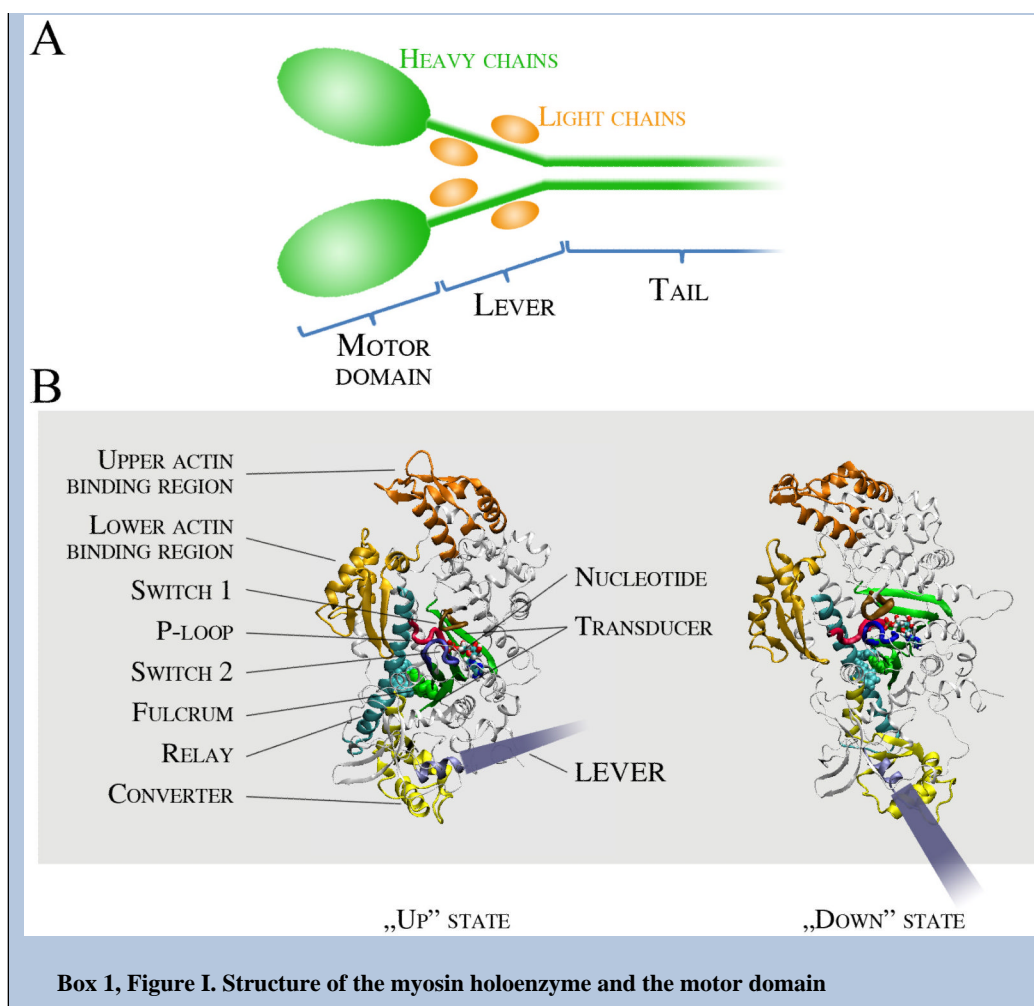 A
HEAVY CHAINS
LIGHT CHAINS
LEVER
TAIL
MOTOR
DOMAIN
B
UPPER ACTIN
BINDING REGION
LOWER ACTIN
BINDING REGION
SWITCH 1
P-LOOP
SWITCH 2
FULCRUM
RELAY
CONVERTER
NUCLEOTIDE
TRANSDUCER
LEVER
„UP” STATE
„DOWN” STATE
Box 1, Figure I. Structure of the myosin holoenzyme and the motor domain